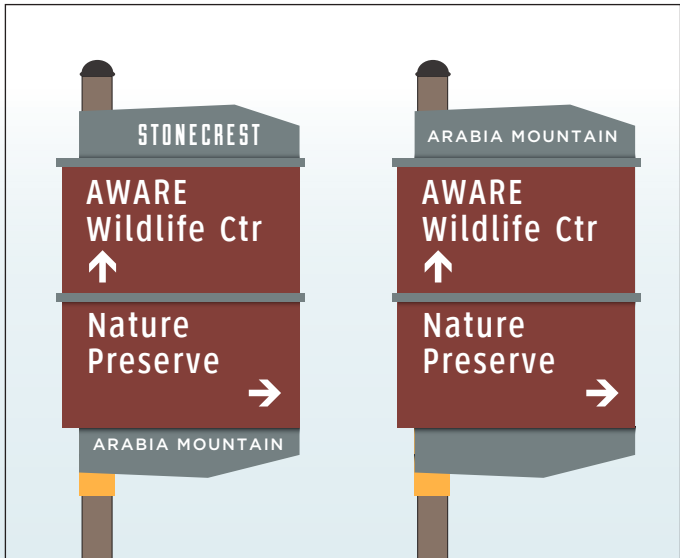 STONECREST
AWARE
Wildlife Ctr
↑
Nature
Preserve
→
ARABIA MOUNTAIN
ARABIA MOUNTAIN
AWARE
Wildlife Ctr
↑
Nature
Preserve
→